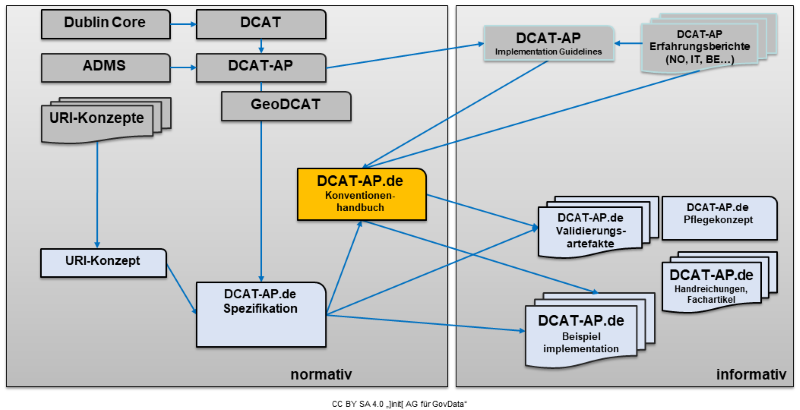 Dublin Core
DCAT
ADMS
DCAT-AP
GeoDCAT
URI-Konzepte
DCAT-AP
Implementation Guidelines
DCAT-AP
Erfahrungsberichte
(NO, IT, BE…)
DCAT-AP.de
Konventionen-
handbuch
URI-Konzept
DCAT-AP.de
Spezifikation
DCAT-AP.de
Validierungs-
artefakte
DCAT-AP.de
Pflegekonzept
DCAT-AP.de
Handreichungen,
Fachartikel
DCAT-AP.de
Beispiel
implementation
normativ
informativ
CC BY SA 4.0 „]init[ AG für GovData“